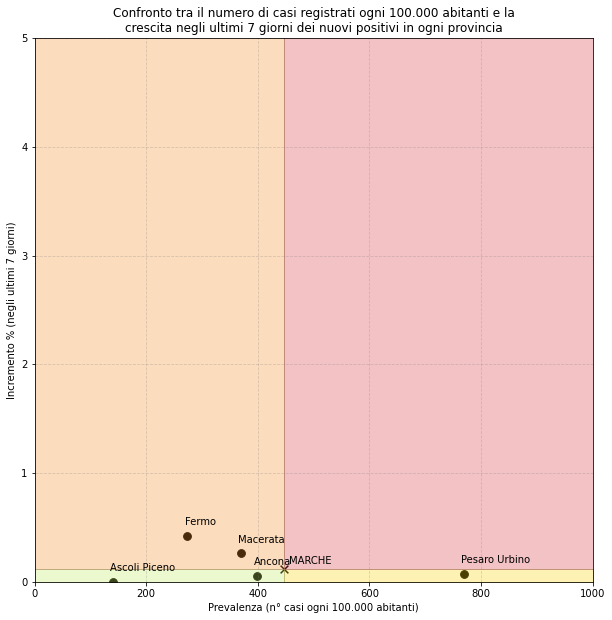 Confronto tra il numero di casi registrati ogni 100.000 abitanti e la
crescita negli ultimi 7 giorni dei nuovi positivi in ogni provincia
Incremento % (negli ultimi 7 giorni)
5
4
3
2
1
0
Fermo
Macerata
Ascoli Piceno
Ancona
MARCHE
Pesaro Urbino
0 200 400 600 800 1000
Prevalenza (n° casi ogni 100.000 abitanti)